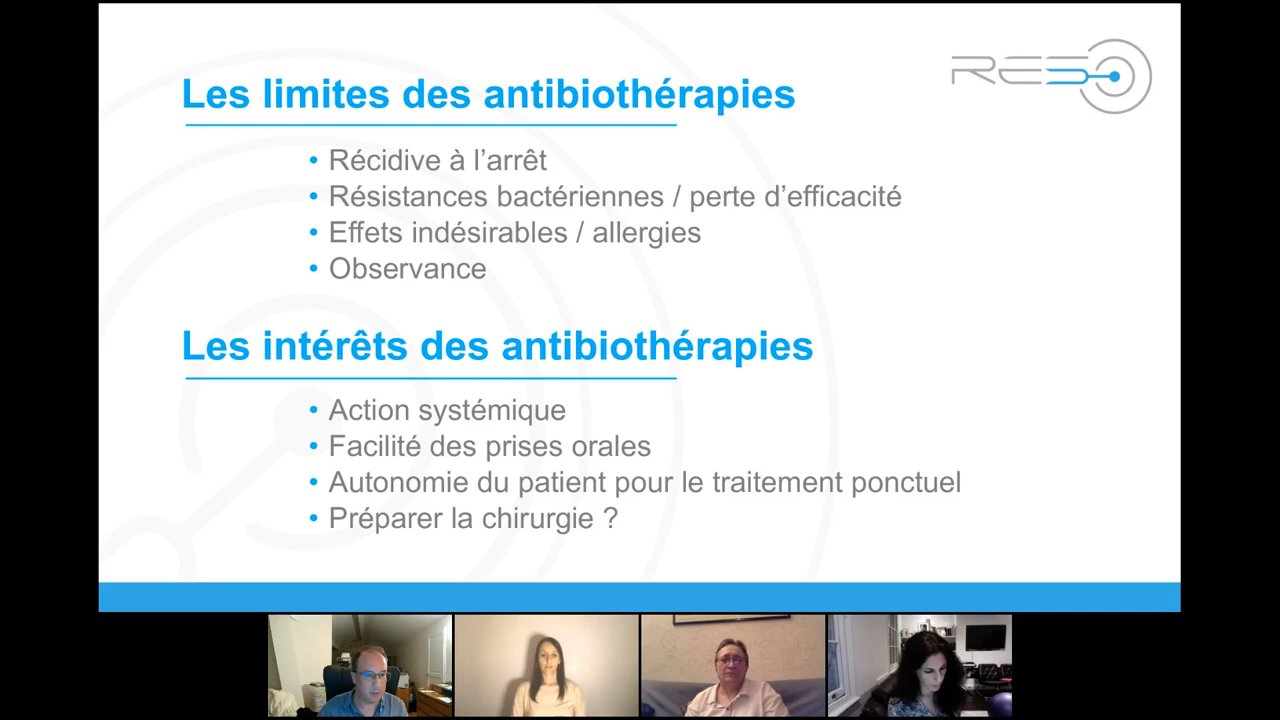 RESO
Les limites des antibiothérapies
• Récidive à l’arrêt
• Résistances bactériennes / perte d’efficacité
• Effets indésirables / allergies
• Observance
Les intérêts des antibiothérapies
• Action systémique
• Facilité des prises orales
• Autonomie du patient pour le traitement ponctuel
• Préparer la chirurgie ?